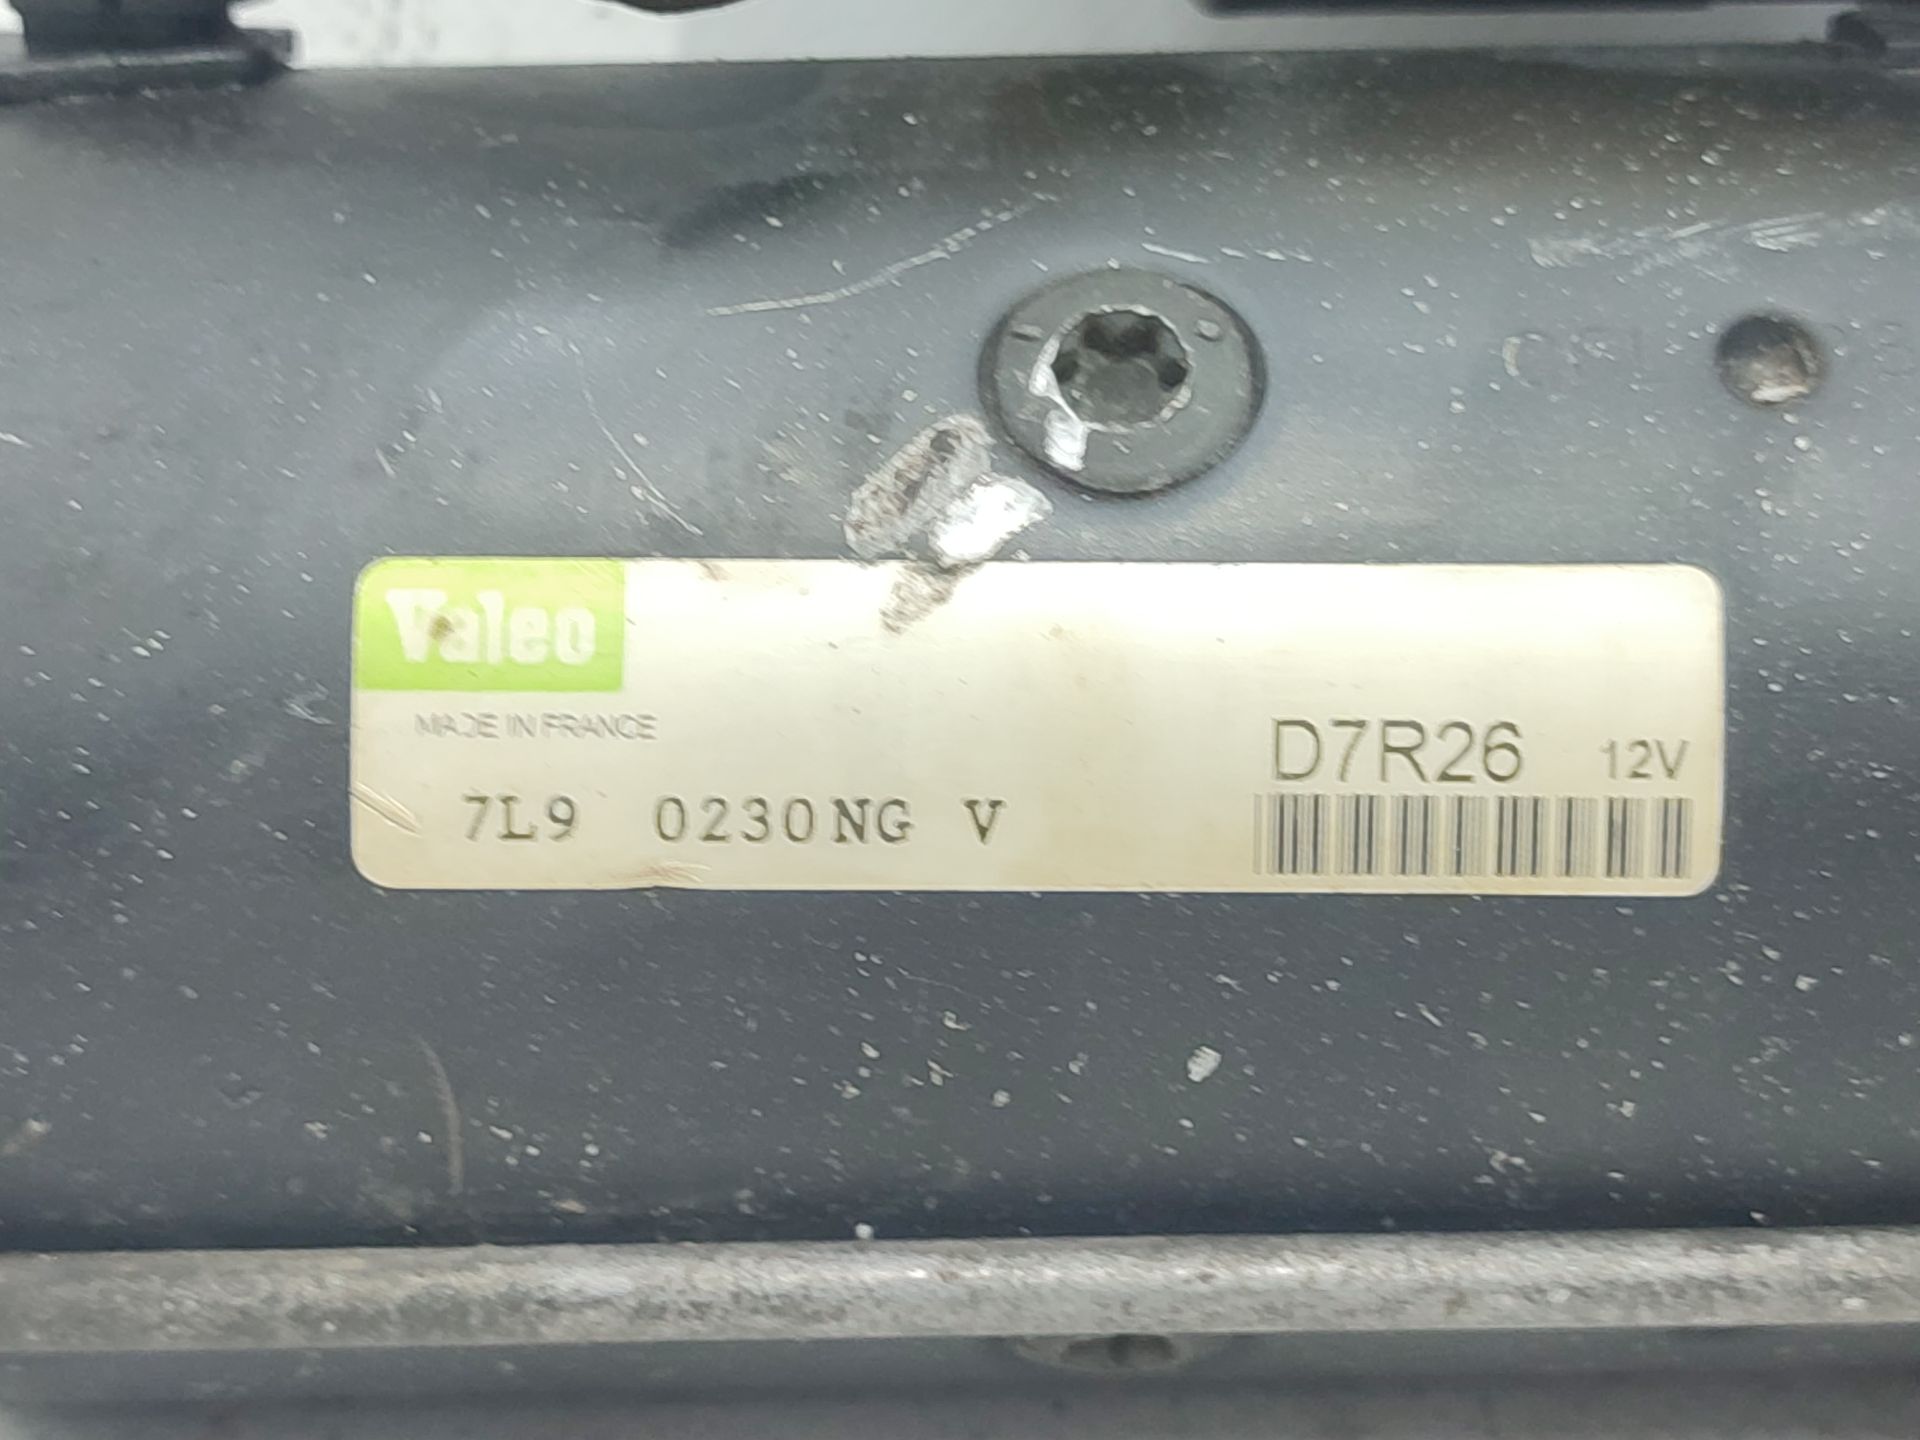 Valeo
MADE IN FRANCE
D7R26 12V
7L9 0230NG V